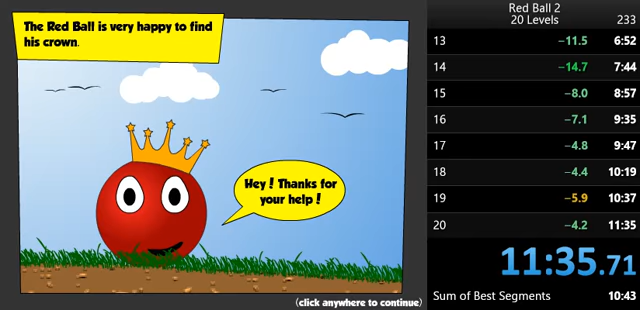 The Red Ball is very happy to find
his crown.
Hey! Thanks for
your help!
(click anywhere to continue)
Red Ball 2
20 Levels 233
13 −11.5 6:52
14 −14.7 7:44
15 −8.0 8:57
16 −7.1 9:35
17 −4.8 9:47
18 −4.4 10:19
19 −5.9 10:37
20 −4.2 11:35
11:35.71
Sum of Best Segments 10:43